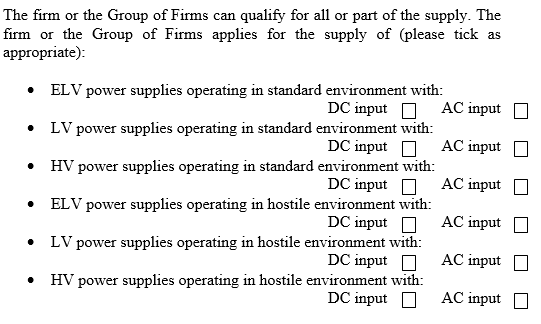 The firm or the Group of Firms can qualify for all or part of the supply. The
firm or the Group of Firms applies for the supply of (please tick as
appropriate):
• ELV power supplies operating in standard environment with:
DC input ☐ AC input ☐
• LV power supplies operating in standard environment with:
DC input ☐ AC input ☐
• HV power supplies operating in standard environment with:
DC input ☐ AC input ☐
• ELV power supplies operating in hostile environment with:
DC input ☐ AC input ☐
• LV power supplies operating in hostile environment with:
DC input ☐ AC input ☐
• HV power supplies operating in hostile environment with:
DC input ☐ AC input ☐